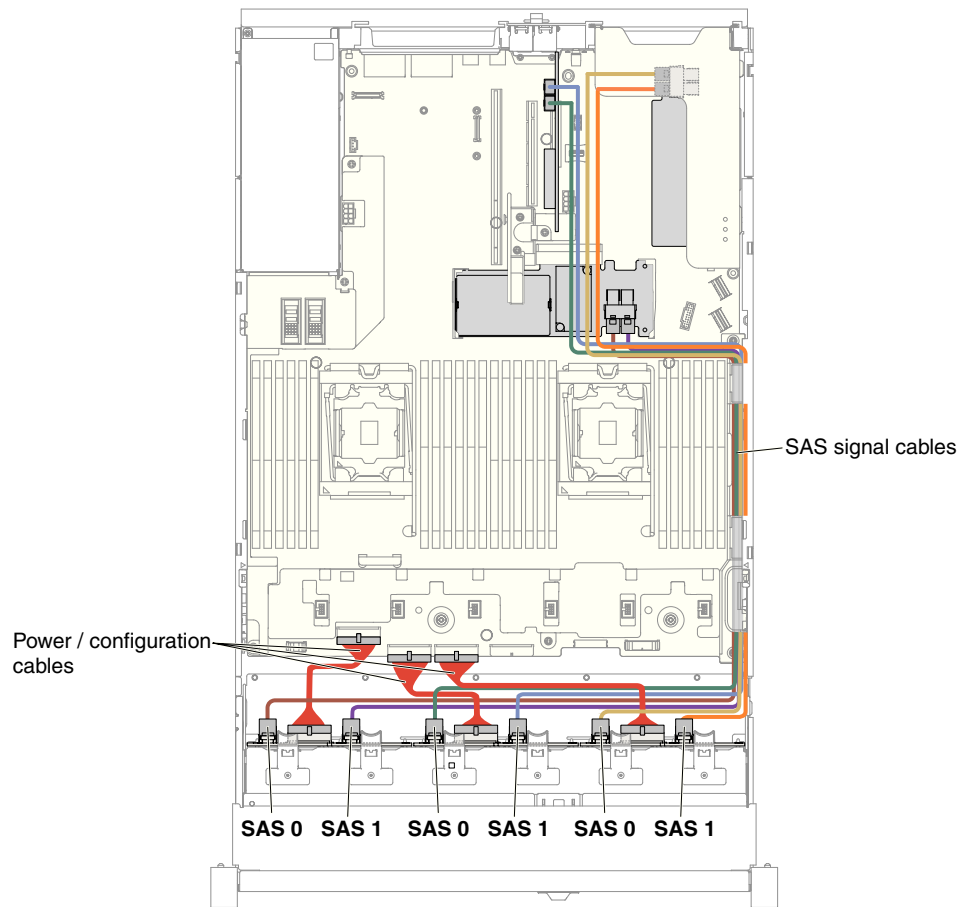 SAS signal cables
Power / configuration
cables
SAS 0 SAS 1 SAS 0 SAS 1 SAS 0 SAS 1